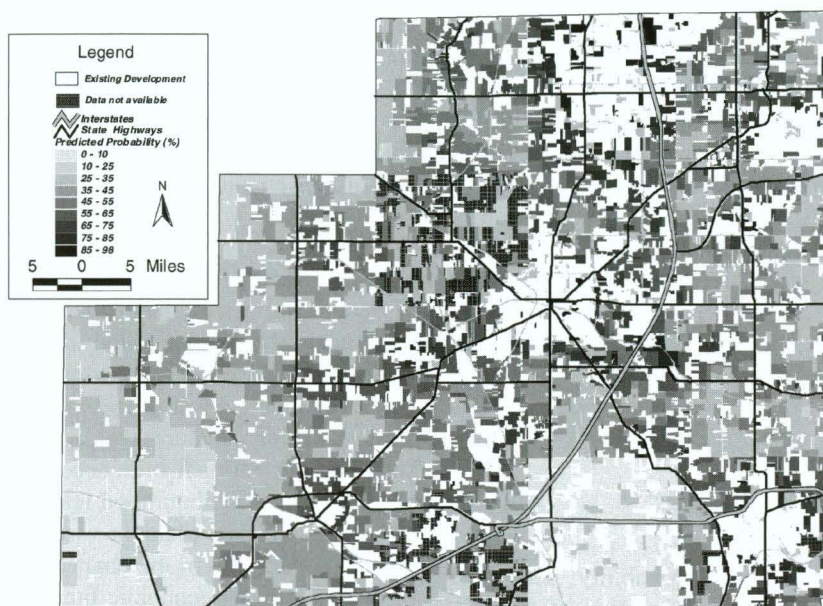 Legend
Existing Development
Data not available
Interstates
State Highways
Predicted Probability (%)
0 - 10
10 - 25
25 - 35
35 - 45
45 - 55
55 - 65
65 - 75
75 - 85
85 - 98
N
5 0 5 Miles